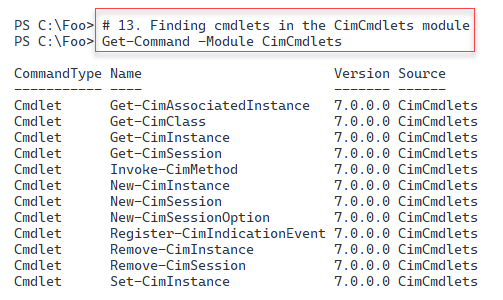 PS C:\Foo> # 13. Finding cmdlets in the CimCmdlets module
PS C:\Foo> Get-Command -Module CimCmdlets
CommandType Name Version Source
----------- ---- ------- ------
Cmdlet Get-CimAssociatedInstance 7.0.0.0 CimCmdlets
Cmdlet Get-CimClass 7.0.0.0 CimCmdlets
Cmdlet Get-CimInstance 7.0.0.0 CimCmdlets
Cmdlet Get-CimSession 7.0.0.0 CimCmdlets
Cmdlet Invoke-CimMethod 7.0.0.0 CimCmdlets
Cmdlet New-CimInstance 7.0.0.0 CimCmdlets
Cmdlet New-CimSession 7.0.0.0 CimCmdlets
Cmdlet New-CimSessionOption 7.0.0.0 CimCmdlets
Cmdlet Register-CimIndicationEvent 7.0.0.0 CimCmdlets
Cmdlet Remove-CimInstance 7.0.0.0 CimCmdlets
Cmdlet Remove-CimSession 7.0.0.0 CimCmdlets
Cmdlet Set-CimInstance 7.0.0.0 CimCmdlets